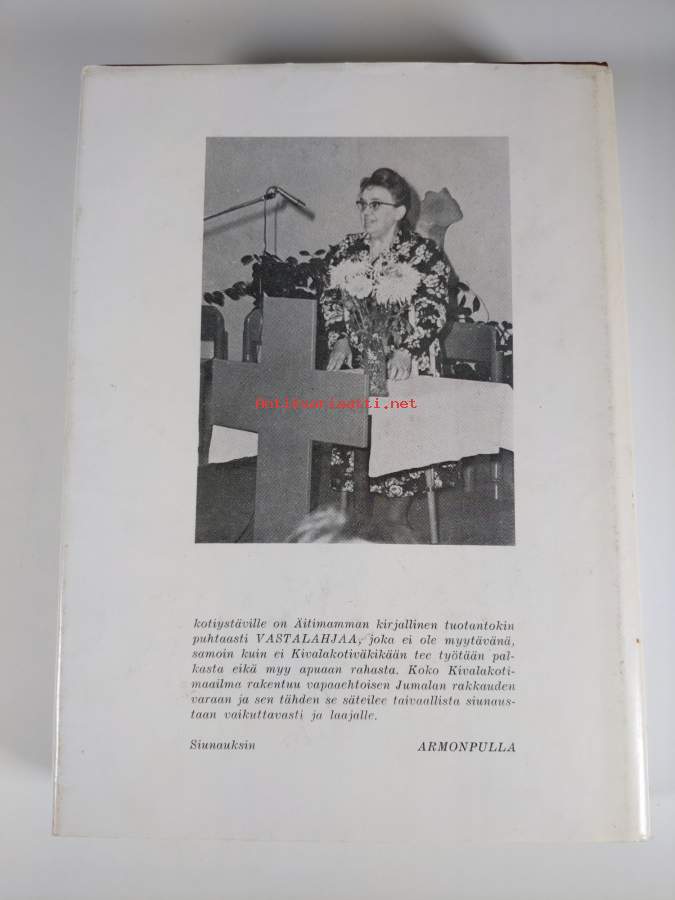 Antikvariaatti.net
kotiystäville on Äitimamman kirjallinen tuotantokin
puhtaasti VASTALAHJAA, joka ei ole myytävänä,
samoin kuin ei Kivalakotiväkikään tee työtään pal-
kasta eikä myy apuaan rahasta. Koko Kivalakoti-
maailma rakentuu vapaaehtoisen Jumalan rakkauden
varaan ja sen tähden se säteilee taivaallista siunaus-
taan vaikuttavasti ja laajalle.
Siunauksin ARMONPULLA